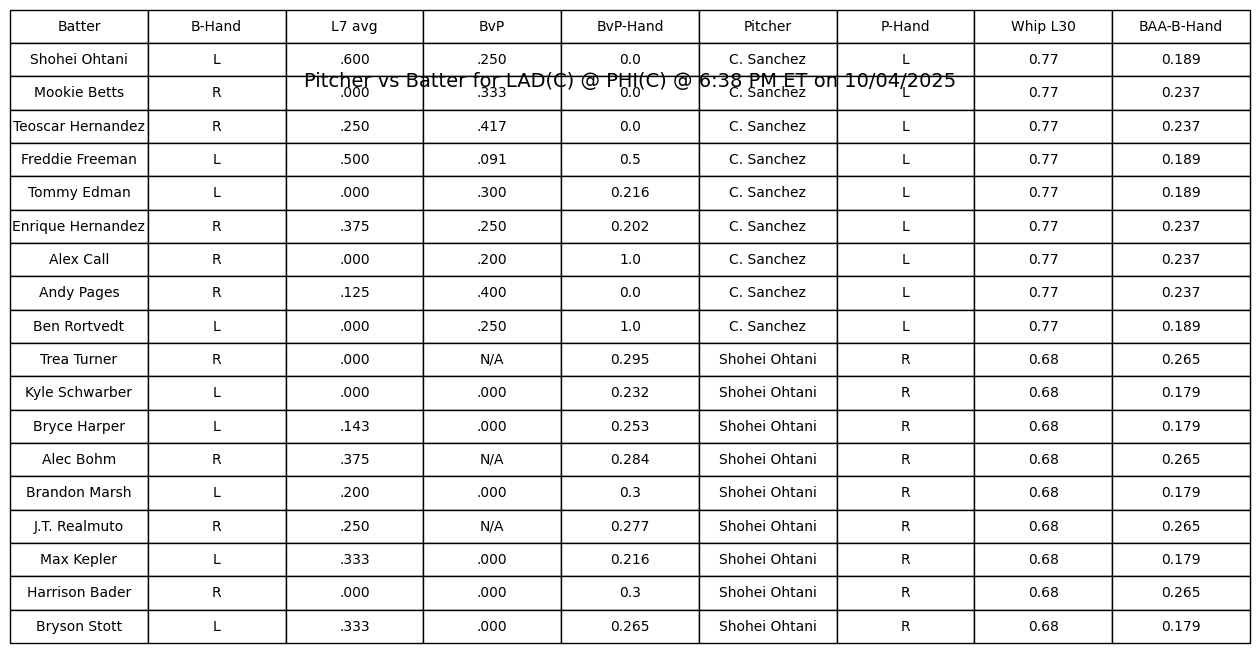 Batter B-Hand L7 avg BvP BvP-Hand Pitcher P-Hand Whip L30 BAA-B-Hand
Shohei Ohtani L .600 .250 0.0 C. Sanchez L 0.77 0.189
Pitcher vs Batter for LAD(C) @ PHI(C) @ 6:38 PM ET on 10/04/2025
Mookie Betts R .000 .333 0.0 C. Sanchez L 0.77 0.237
Teoscar Hernandez R .250 .417 0.0 C. Sanchez L 0.77 0.237
Freddie Freeman L .500 .091 0.5 C. Sanchez L 0.77 0.189
Tommy Edman L .000 .300 0.216 C. Sanchez L 0.77 0.189
Enrique Hernandez R .375 .250 0.202 C. Sanchez L 0.77 0.237
Alex Call R .000 .200 1.0 C. Sanchez L 0.77 0.237
Andy Pages R .125 .400 0.0 C. Sanchez L 0.77 0.237
Ben Rortvedt L .000 .250 1.0 C. Sanchez L 0.77 0.189
Trea Turner R .000 N/A 0.295 Shohei Ohtani R 0.68 0.265
Kyle Schwarber L .000 .000 0.232 Shohei Ohtani R 0.68 0.179
Bryce Harper L .143 .000 0.253 Shohei Ohtani R 0.68 0.179
Alec Bohm R .375 N/A 0.284 Shohei Ohtani R 0.68 0.265
Brandon Marsh L .200 .000 0.3 Shohei Ohtani R 0.68 0.179
J.T. Realmuto R .250 N/A 0.277 Shohei Ohtani R 0.68 0.265
Max Kepler L .333 .000 0.216 Shohei Ohtani R 0.68 0.179
Harrison Bader R .000 .000 0.3 Shohei Ohtani R 0.68 0.265
Bryson Stott L .333 .000 0.265 Shohei Ohtani R 0.68 0.179